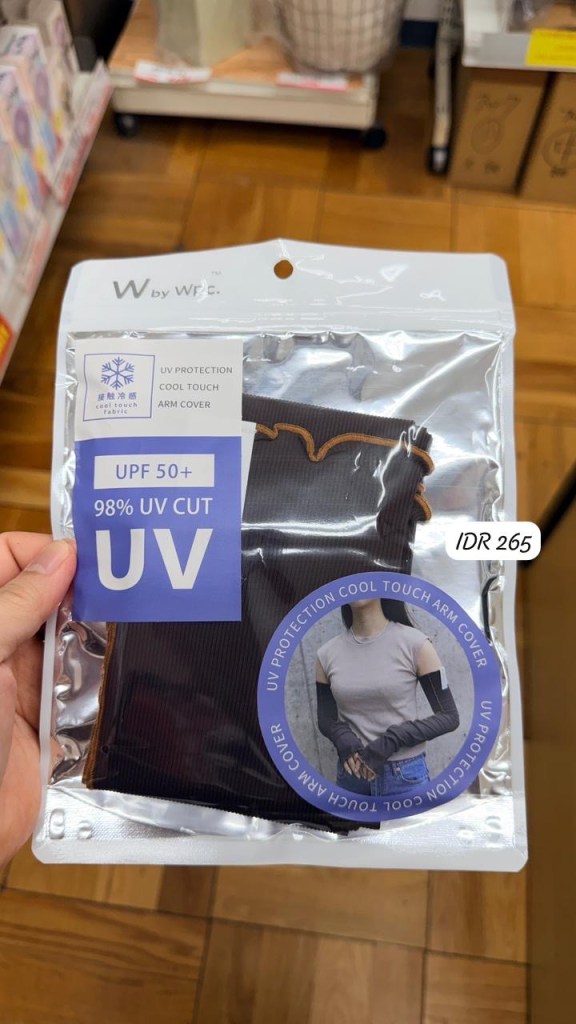 W by Wpc.
TM
接触冷感
cool touch
fabric
UV PROTECTION
COOL TOUCH
ARM COVER
UPF 50+
98% UV CUT
UV
IDR 265
UV PROTECTION COOL TOUCH ARM COVER
UV PROTECTION COOL TOUCH ARM COVER